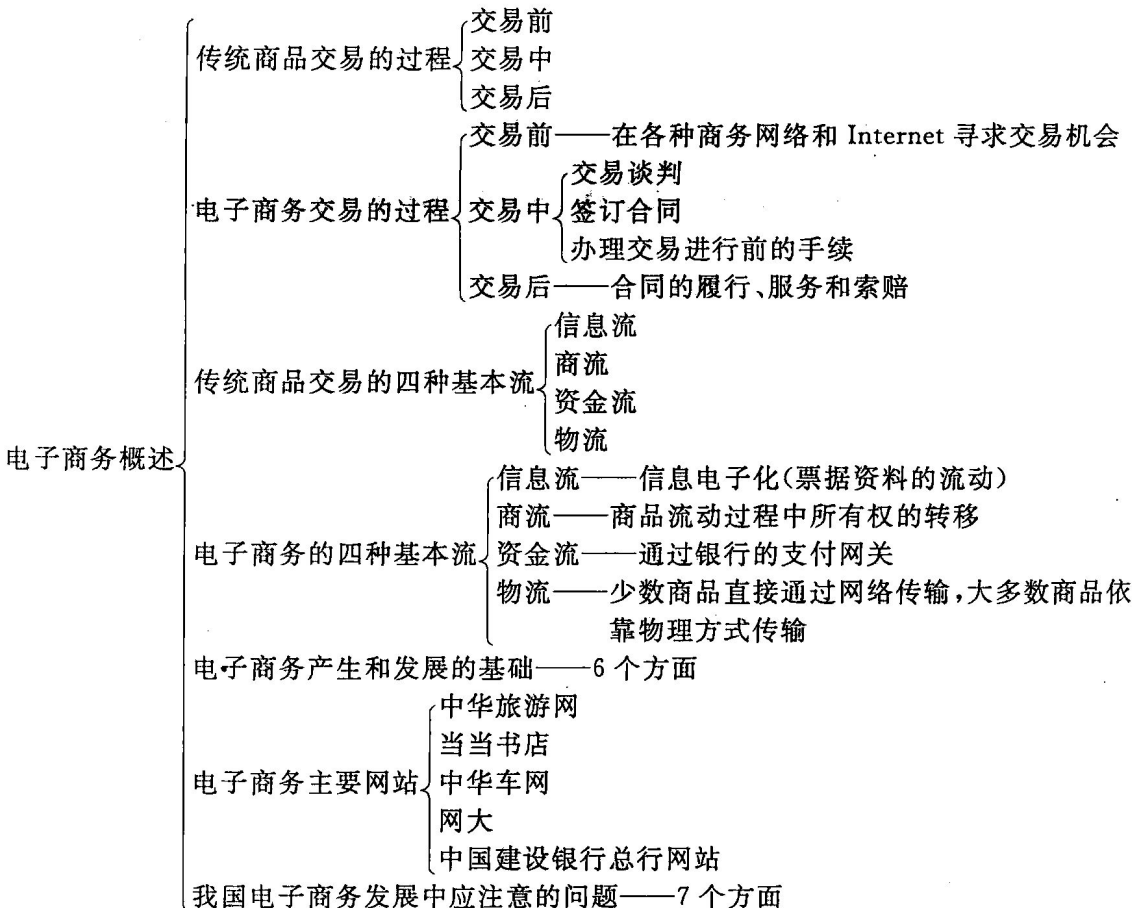 交易前
传统商品交易的过程 交易中
交易后
交易前——在各种商务网络和 Internet 寻求交易机会
交易谈判
电子商务交易的过程 交易中 签订合同
办理交易进行前的手续
交易后——合同的履行、服务和索赔
信息流
商流
传统商品交易的四种基本流
资金流
物流
电子商务概述
信息流——信息电子化(票据资料的流动)
商流——商品流动过程中所有权的转移
电子商务的四种基本流 资金流——通过银行的支付网关
物流——少数商品直接通过网络传输,大多数商品依
靠物理方式传输
电子商务产生和发展的基础——6 个方面
中华旅游网
当当书店
电子商务主要网站 中华车网
网大
中国建设银行总行网站
我国电子商务发展中应注意的问题——7 个方面